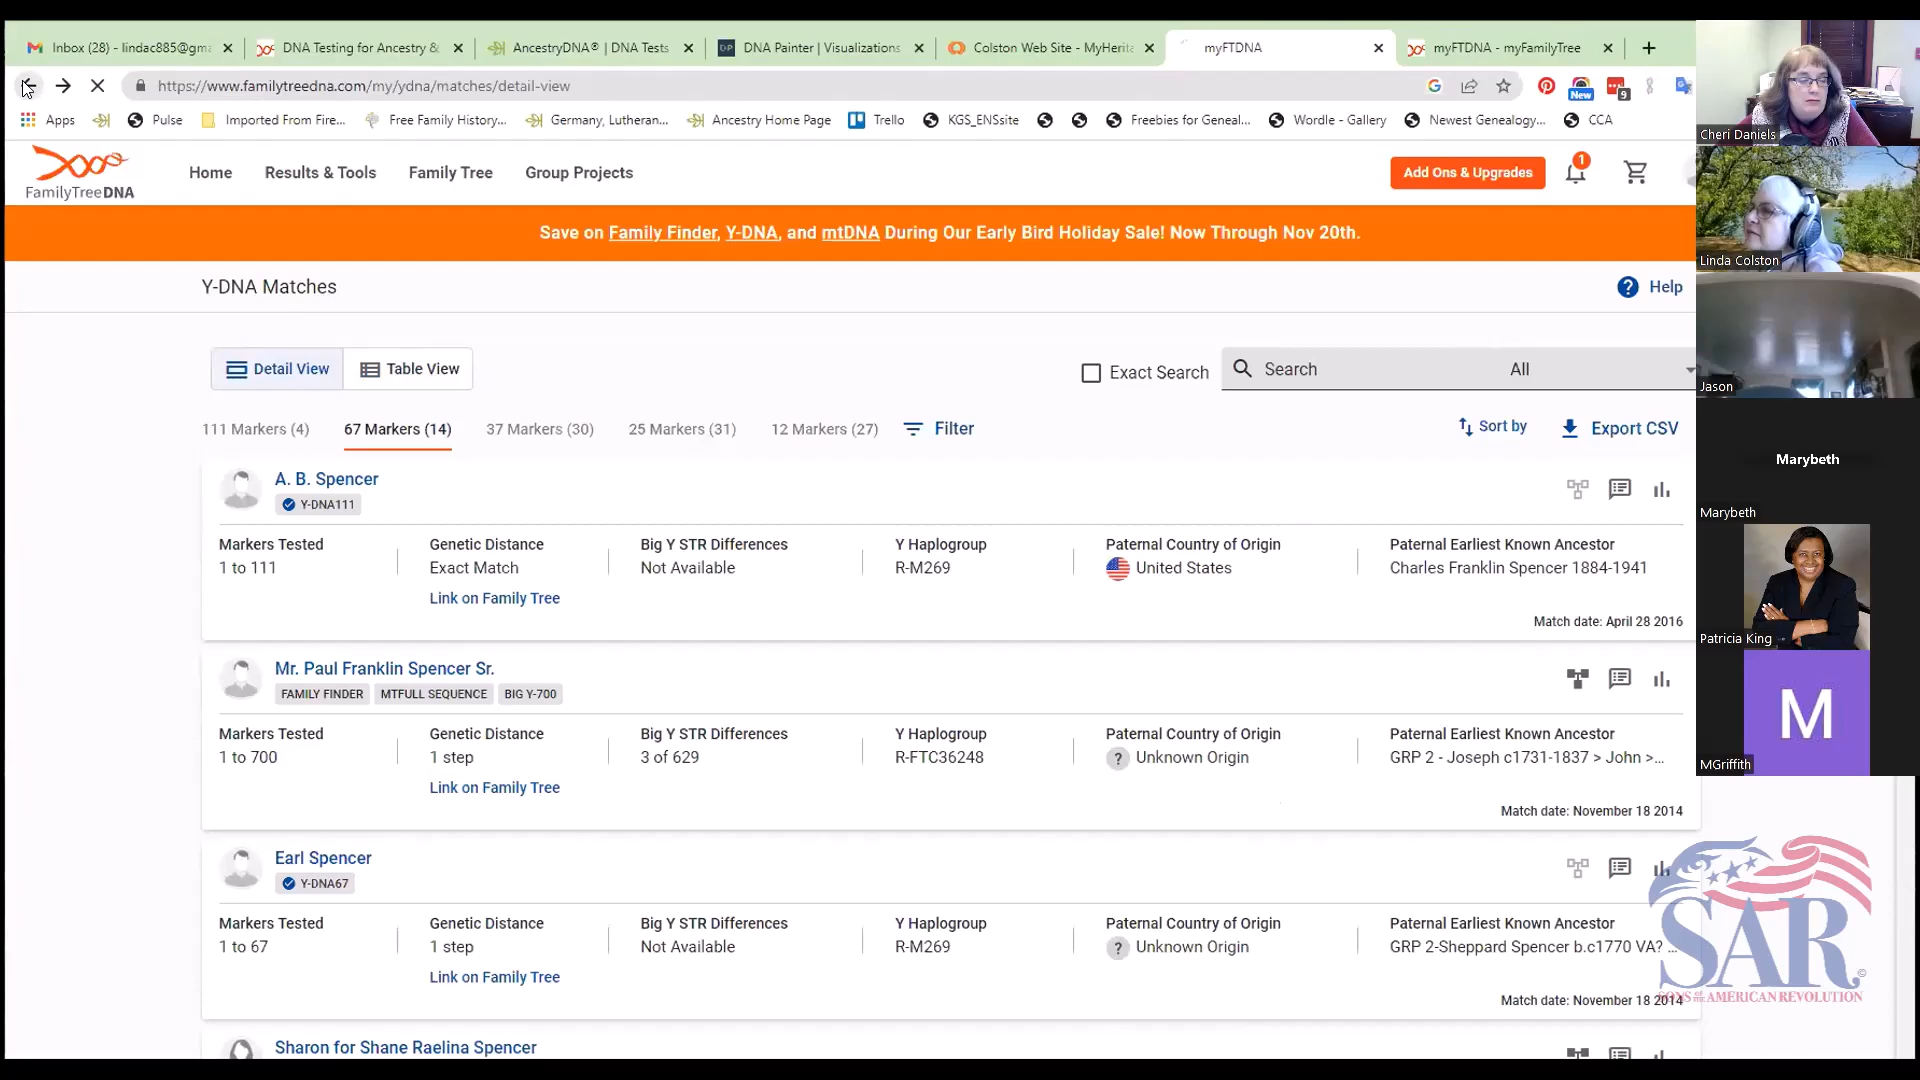 Inbox (28) - lindac885@gma
DNA Testing for Ancestry &
AncestryDNA® | DNA Tests
DNA Painter | Visualizations
Colston Web Site - MyHerita
myFTDNA
myFTDNA - myFamilyTree
https://www.familytreedna.com/my/ydna/matches/detail-view
New
9
Apps
Pulse
Imported From Fire...
Free Family History...
Germany, Lutheran...
Ancestry Home Page
Trello
KGS_ENSsite
Freebies for Geneal...
Wordle - Gallery
Newest Genealogy...
CCA
FamilyTreeDNA
Home
Results & Tools
Family Tree
Group Projects
Add Ons & Upgrades
1
Save on Family Finder, Y-DNA, and mtDNA During Our Early Bird Holiday Sale! Now Through Nov 20th.
Y-DNA Matches
Help
Detail View
Table View
Exact Search
Search
All
111 Markers (4)
67 Markers (14)
37 Markers (30)
25 Markers (31)
12 Markers (27)
Filter
Sort by
Export CSV
A. B. Spencer
Y-DNA111
Markers Tested
1 to 111
Genetic Distance
Exact Match
Link on Family Tree
Big Y STR Differences
Not Available
Y Haplogroup
R-M269
Paternal Country of Origin
United States
Paternal Earliest Known Ancestor
Charles Franklin Spencer 1884-1941
Match date: April 28 2016
Mr. Paul Franklin Spencer Sr.
FAMILY FINDER
MTFULL SEQUENCE
BIG Y-700
Markers Tested
1 to 700
Genetic Distance
1 step
Link on Family Tree
Big Y STR Differences
3 of 629
Y Haplogroup
R-FTC36248
Paternal Country of Origin
? Unknown Origin
Paternal Earliest Known Ancestor
GRP 2 - Joseph c1731-1837 > John >...
Match date: November 18 2014
Earl Spencer
Y-DNA67
Markers Tested
1 to 67
Genetic Distance
1 step
Link on Family Tree
Big Y STR Differences
Not Available
Y Haplogroup
R-M269
Paternal Country of Origin
? Unknown Origin
Paternal Earliest Known Ancestor
GRP 2-Sheppard Spencer b.c1770 VA? ...
Match date: November 18 2014
Sharon for Shane Raelina Spencer
Cheri Daniels
Linda Colston
Jason
Marybeth
Marybeth
Patricia King
M
MGriffith
SAR
SONS OF THE AMERICAN REVOLUTION